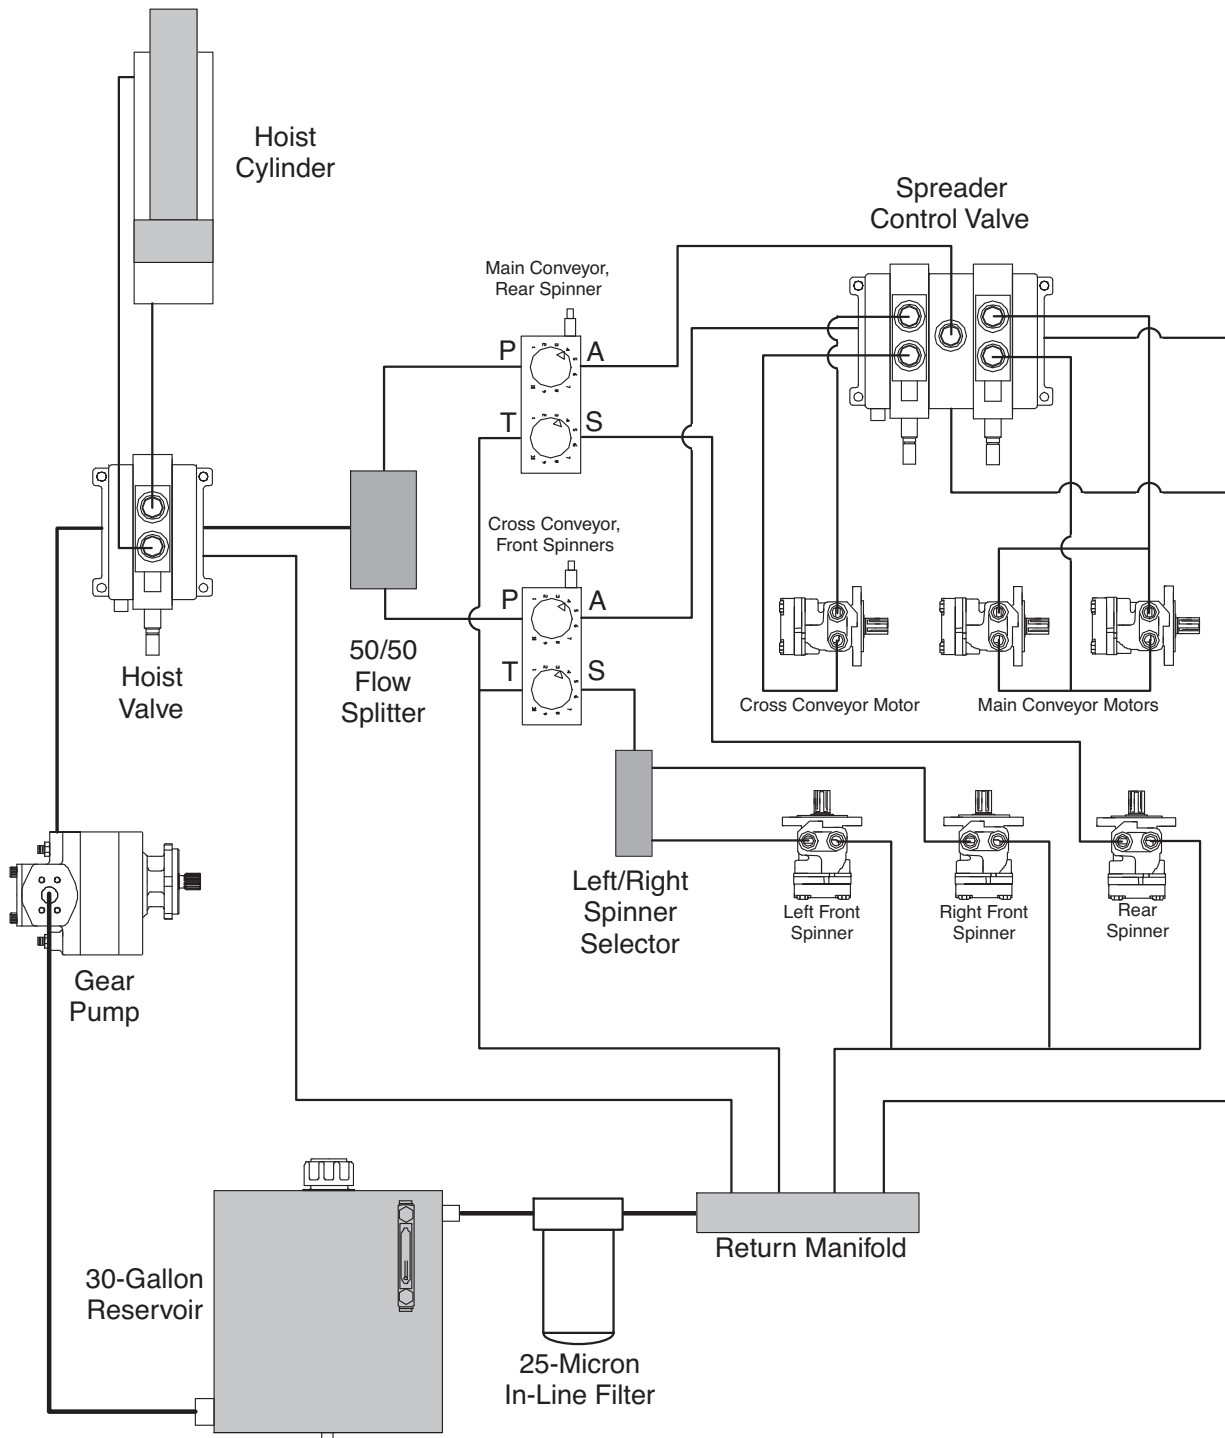 Hoist
Cylinder
Spreader
Control Valve
Main Conveyor,
Rear Spinner
P
A
T
S
Cross Conveyor,
Front Spinners
P
A
T
S
Hoist
Valve
50/50
Flow
Splitter
Cross Conveyor Motor
Main Conveyor Motors
Left/Right
Spinner
Selector
Left Front
Spinner
Right Front
Spinner
Rear
Spinner
Gear
Pump
Return Manifold
30-Gallon
Reservoir
25-Micron
In-Line Filter